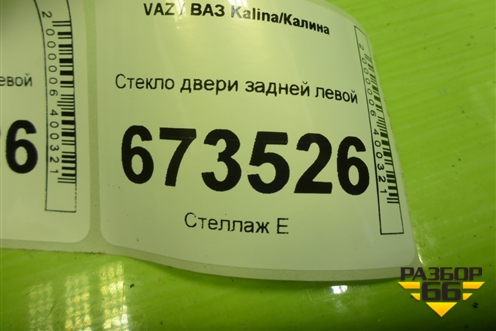 VAZ / ВАЗ Kalina/Калина
Стекло двери задней левой
673526
Стеллаж Е
2000006400321
левой
6
2000006400321
РАЗБОР
66